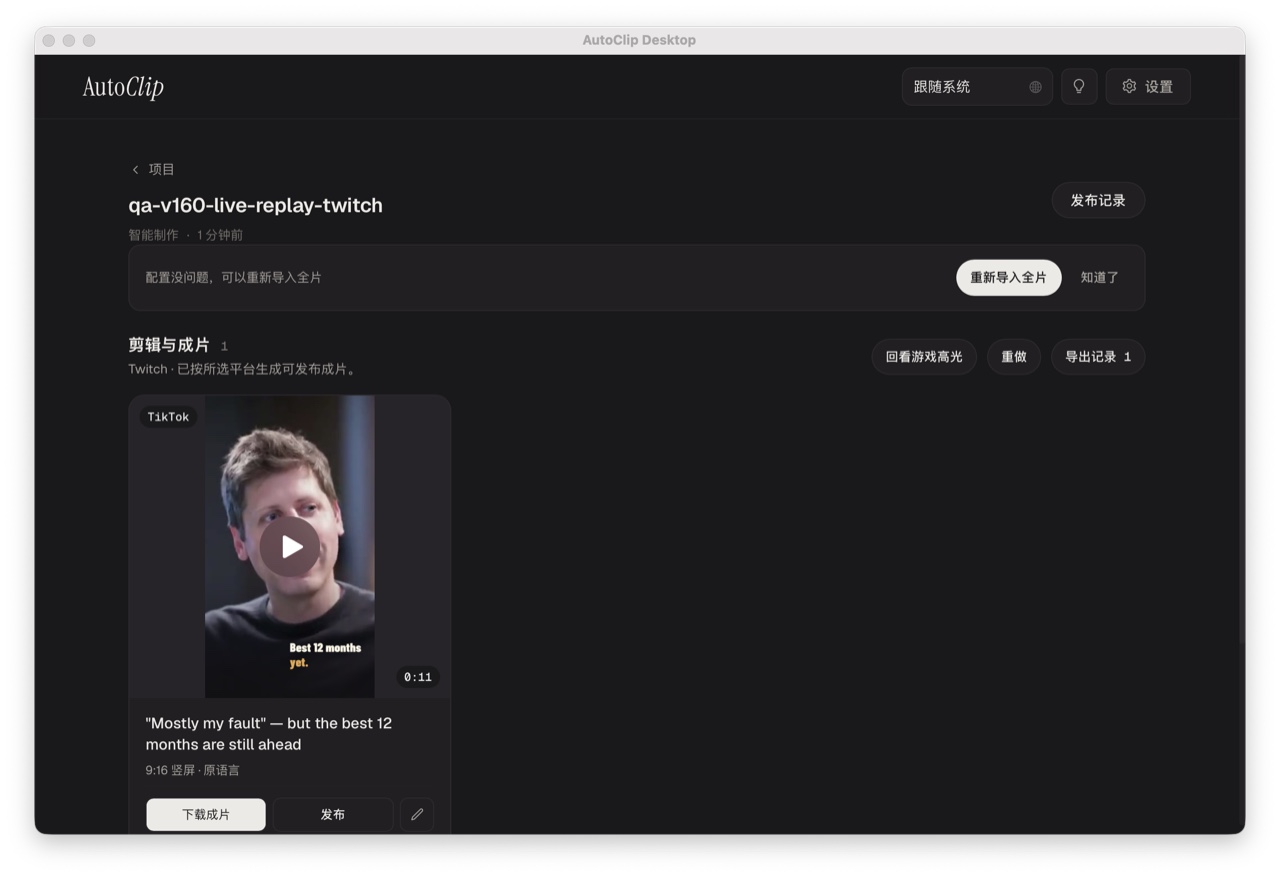 AutoClip Desktop
AutoClip
跟随系统
设置
项目
qa-v160-live-replay-twitch
发布记录
智能制作 · 1 分钟前
配置没问题，可以重新导入全片
重新导入全片
知道了
剪辑与成片 1
回看游戏高光
重做
导出记录 1
Twitch · 已按所选平台生成可发布成片。
TikTok
Best 12 months
yet.
0:11
"Mostly my fault" — but the best 12
months are still ahead
9:16 竖屏 · 原语言
下载成片
发布